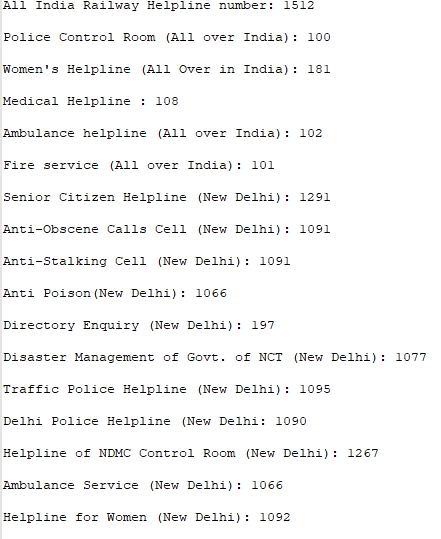 All India Railway Helpline number: 1512
Police Control Room (All over India): 100
Women's Helpline (All Over in India): 181
Medical Helpline : 108
Ambulance helpline (All over India): 102
Fire service (All over India): 101
Senior Citizen Helpline (New Delhi): 1291
Anti-Obscene Calls Cell (New Delhi): 1091
Anti-Stalking Cell (New Delhi): 1091
Anti Poison(New Delhi): 1066
Directory Enquiry (New Delhi): 197
Disaster Management of Govt. of NCT (New Delhi): 1077
Traffic Police Helpline (New Delhi): 1095
Delhi Police Helpline (New Delhi: 1090
Helpline of NDMC Control Room (New Delhi): 1267
Ambulance Service (New Delhi): 1066
Helpline for Women (New Delhi): 1092